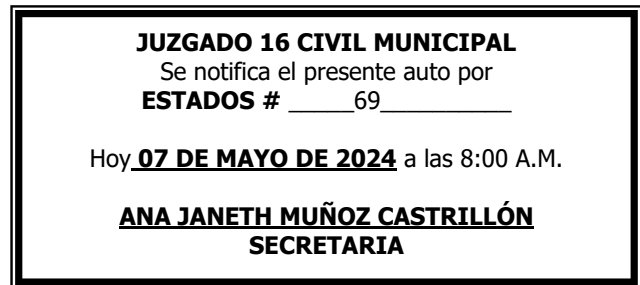 JUZGADO 16 CIVIL MUNICIPAL
Se notifica el presente auto por
ESTADOS # _____69__________
Hoy 07 DE MAYO DE 2024 a las 8:00 A.M.
ANA JANETH MUÑOZ CASTRILLÓN
SECRETARIA